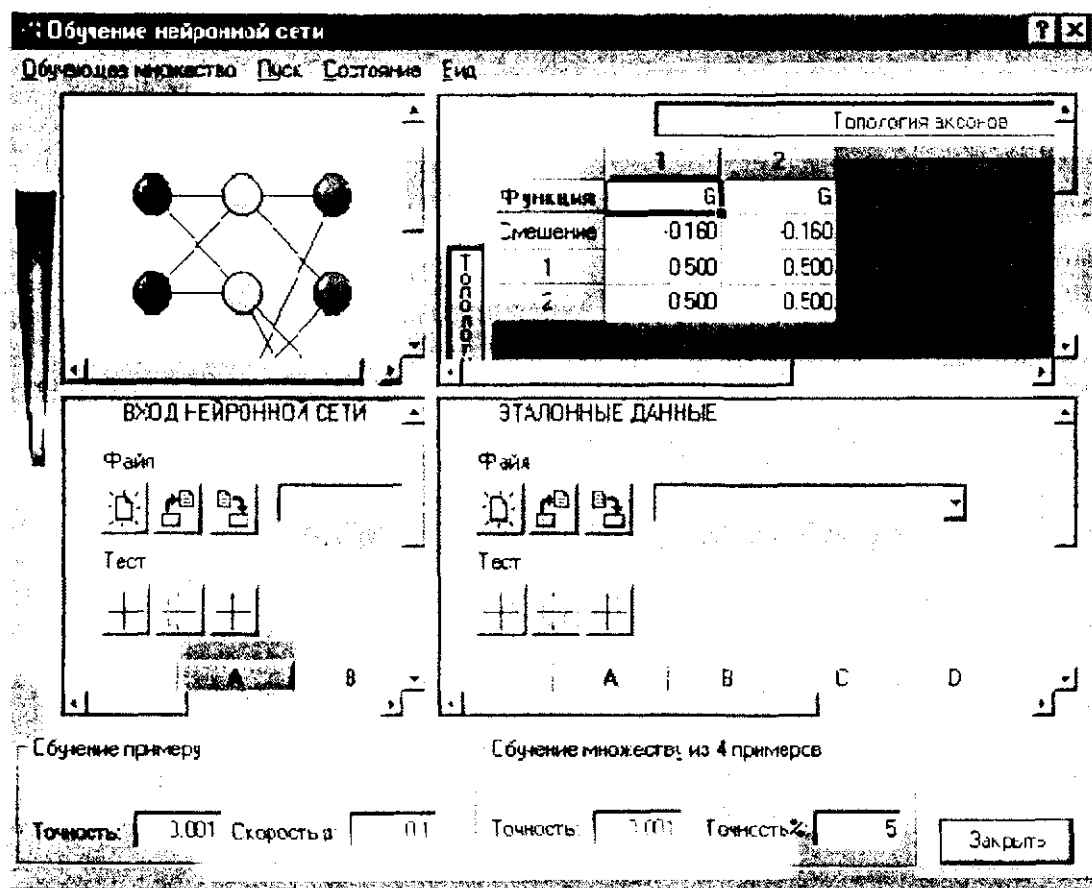 Обучение нейронной сети
Обучающее множество Пуск Состояние Вид
Топология аксонов
1 2
Функция G G
Смешение -0.160 -0.160
1 0.500 0.500
2 0.500 0.500
ВХОД НЕЙРОННОЙ СЕТИ
Файл
Тест
A B
ЭТАЛОННЫЕ ДАННЫЕ
Файл
Тест
A B C D
Обучение примеру
Точность: 0.001 Скорость a: 0.1
Обучение множеству из 4 примеров
Точность: 0.001 Точность%: 5
Закрыть